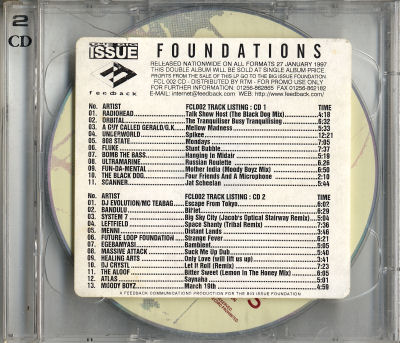 2
CD
THE BIG
ISSUE
feedback
FOUNDATIONS
RELEASED NATIONWIDE ON ALL FORMATS 27 JANUARY 1997
THIS DOUBLE ALBUM WILL BE SOLD AT SINGLE ALBUM PRICE
PROFITS FROM THE SALE OF THIS LP GO TO THE BIG ISSUE FOUNDATION
FCL 002 CD - DISTRIBUTED BY RTM - FOR PROMOTIONAL USE ONLY
FURTHER INFORMATION: TEL: 01256-862865 FAX 01256-862182
E-MAIL: internet@feedback.com WEB: http://www.feedback.com/
No. ARTIST FCL002 TRACK LISTING : CD 1 TIME
01. RADIOHEAD Talk Show Host (The Black Dog Mix) 4:18
02. ORBITAL The Tranquiliser Busy Tranquilising 6:32
03. A GUY CALLED GERALD/G.K. Mellow Madness 5:33
04. UNDERWORLD Spikee 12:21
05. 808 STATE Mondays 7:05
06. FLUKE Stunt Bubble 7:37
07. BOMB THE BASS Hanging In Midair 5:19
08. ULTRAMARINE Russian Roulette 6:26
09. FUN-DA-MENTAL Mother India (Moody Boyz Mix) 6:50
10. THE BLACK DOG Four Friends And A Microphone 2:10
11. SCANNER Jat Scheelan 5:44
No. ARTIST FCL002 TRACK LISTING : CD 2 TIME
01. DJ EVOLUTION/MC TEABAG Escape From Tokyo 6:02
02. BANDULU 6:07
03. SYSTEM 7 Big Sky City (Jacob's Optical Stairway Remix) 5:04
04. LEFTFIELD Space Shanty (Tribal Remix) 7:36
05. MENNI Distant Lands 3:46
06. FUTURE LOOP FOUNDATION Strange Fever 6:21
07. EGEBAMYASI Bambient 5:05
08. MASSIVE ATTACK Suck Me Up Dub 5:40
09. HEALING ARTS Only Love (will lift us up) 3:41
10. DJ CRYSTL Let It Roll (Remix) 7:23
11. THE ALOOF Bitter Sweet (Lemon In The Honey Mix) 6:05
12. ATLAS Saynaha 5:01
13. MOODY BOYZ March 19th 4:59
A FEEDBACK COMMUNICATIONS PRODUCTION FOR THE BIG ISSUE FOUNDATION